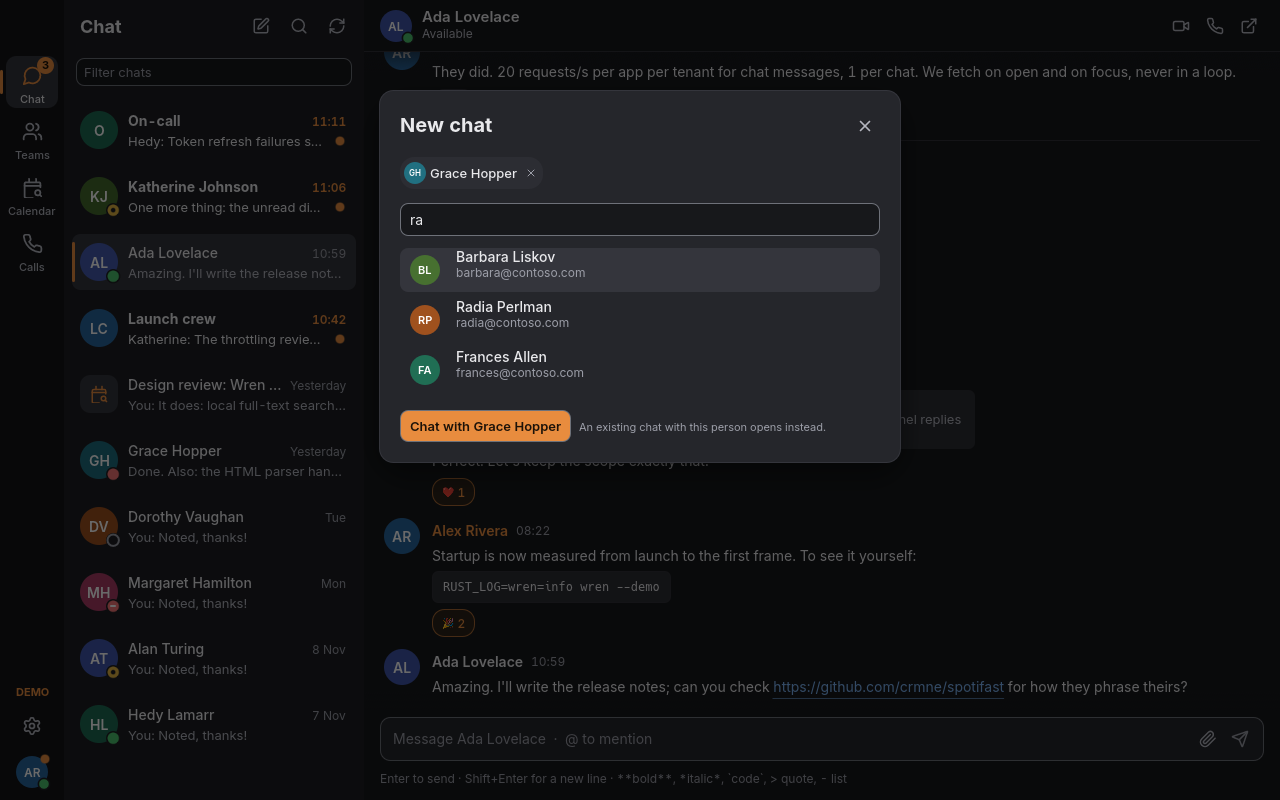 3
Chat
Teams
Calendar
Calls
DEMO
AR
Chat
Filter chats
O
On-call 11:11
Hedy: Token refresh failures s...
KJ
Katherine Johnson 11:06
One more thing: the unread di...
AL
Ada Lovelace 10:59
Amazing. I'll write the release not...
LC
Launch crew 10:42
Katherine: The throttling revie...
Design review: Wren ... Yesterday
You: It does: local full-text search...
GH
Grace Hopper Yesterday
Done. Also: the HTML parser han...
DV
Dorothy Vaughan Tue
You: Noted, thanks!
MH
Margaret Hamilton Mon
You: Noted, thanks!
AT
Alan Turing 8 Nov
You: Noted, thanks!
HL
Hedy Lamarr 7 Nov
You: Noted, thanks!
AL
Ada Lovelace
Available
AR
They did. 20 requests/s per app per tenant for chat messages, 1 per chat. We fetch on open and on focus, never in a loop.
New chat
GH Grace Hopper
ra
BL
Barbara Liskov
barbara@contoso.com
RP
Radia Perlman
radia@contoso.com
FA
Frances Allen
frances@contoso.com
Chat with Grace Hopper An existing chat with this person opens instead.
nel replies
Perfect. Let's keep the scope exactly that.
❤️ 1
AR
Alex Rivera 08:22
Startup is now measured from launch to the first frame. To see it yourself:
RUST_LOG=wren=info wren --demo
🎉 2
AL
Ada Lovelace 10:59
Amazing. I'll write the release notes; can you check https://github.com/crmne/spotifast for how they phrase theirs?
Message Ada Lovelace · @ to mention
Enter to send · Shift+Enter for a new line · **bold**, *italic*, `code`, > quote, - list